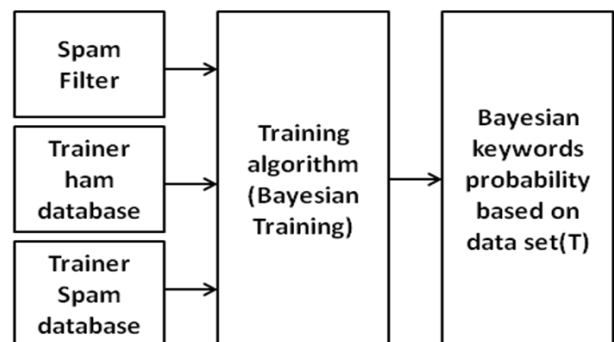 Spam
Filter
Trainer
ham
database
Trainer
Spam
database
Training
algorithm
(Bayesian
Training)
Bayesian
keywords
probability
based on
data set(T)